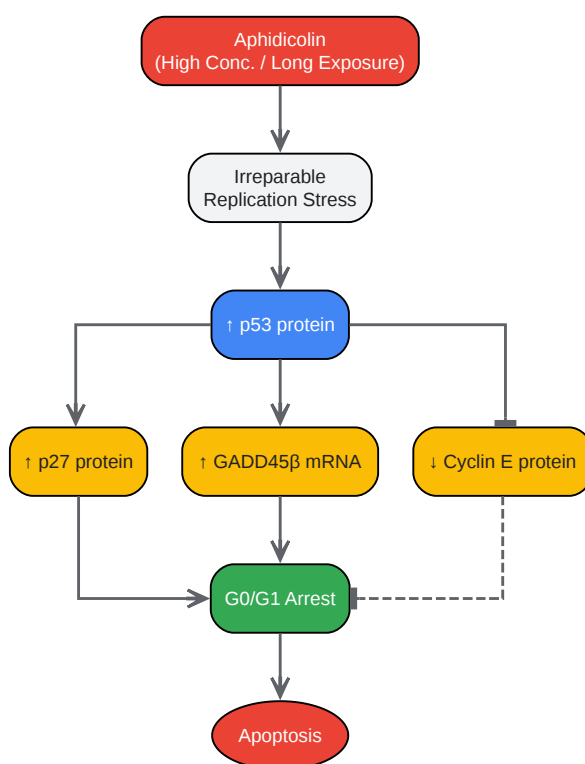 Aphidicolin
(High Conc. / Long Exposure)
Irreparable
Replication Stress
↑ p53 protein
↑ p27 protein
↑ GADD45β mRNA
↓ Cyclin E protein
G0/G1 Arrest
Apoptosis